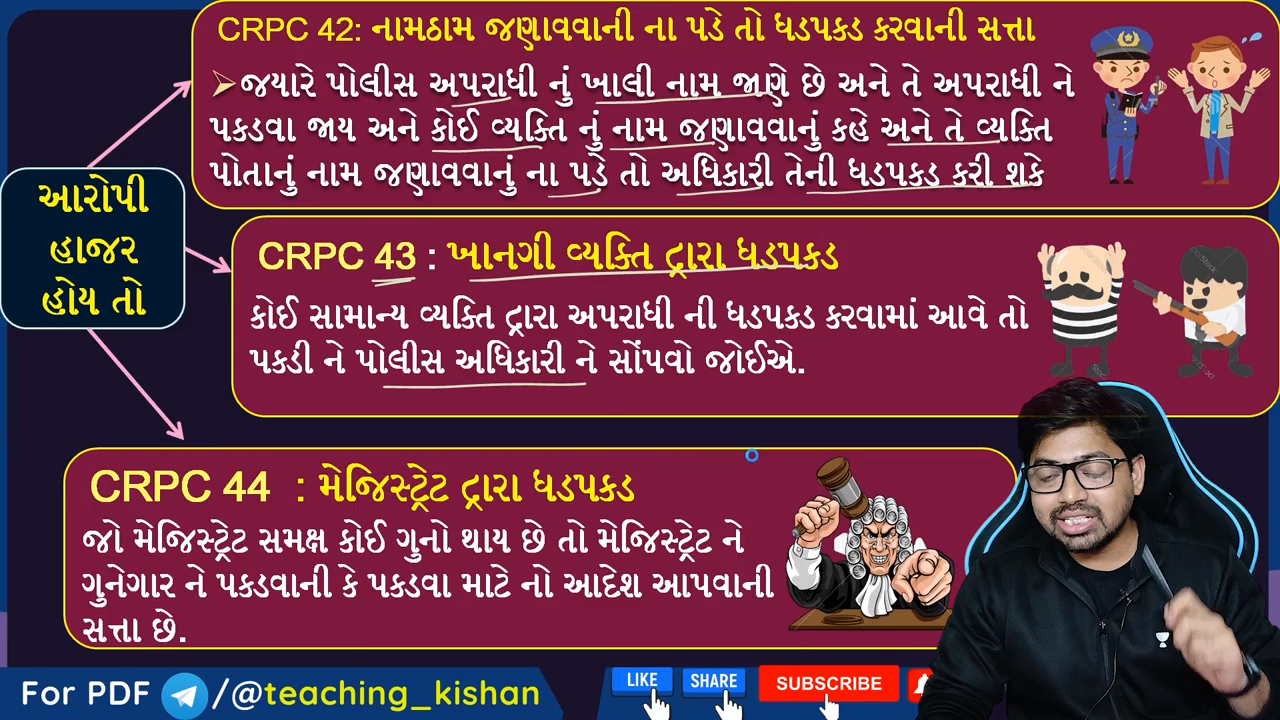 CRPC 42: નામઠામ જણાવવાની ના પડે તો ધડપકડ કરવાની સત્તા
➢જયારે પોલીસ અપરાધી નું ખાલી નામ જાણે છે અને તે અપરાધી ને
પકડવા જાય અને કોઈ વ્યક્તિ નું નામ જણાવવાનું કહે અને તે વ્યક્તિ
પોતાનું નામ જણાવવાનું ના પડે તો અધિકારી તેની ધડપકડ કરી શકે
આરોપી
હાજર
હોય તો
CRPC 43 : ખાનગી વ્યક્તિ દ્રારા ધડપકડ
કોઈ સામાન્ય વ્યક્તિ દ્રારા અપરાધી ની ધડપકડ કરવામાં આવે તો
પકડી ને પોલીસ અધિકારી ને સોંપવો જોઈએ.
CRPC 44 : મેજિસ્ટ્રેટ દ્રારા ધડપકડ
જો મેજિસ્ટ્રેટ સમક્ષ કોઈ ગુનો થાય છે તો મેજિસ્ટ્રેટ ને
ગુનેગાર ને પકડવાની કે પકડવા માટે નો આદેશ આપવાની
સત્તા છે.
For PDF /@teaching_kishan
LIKE SHARE SUBSCRIBE